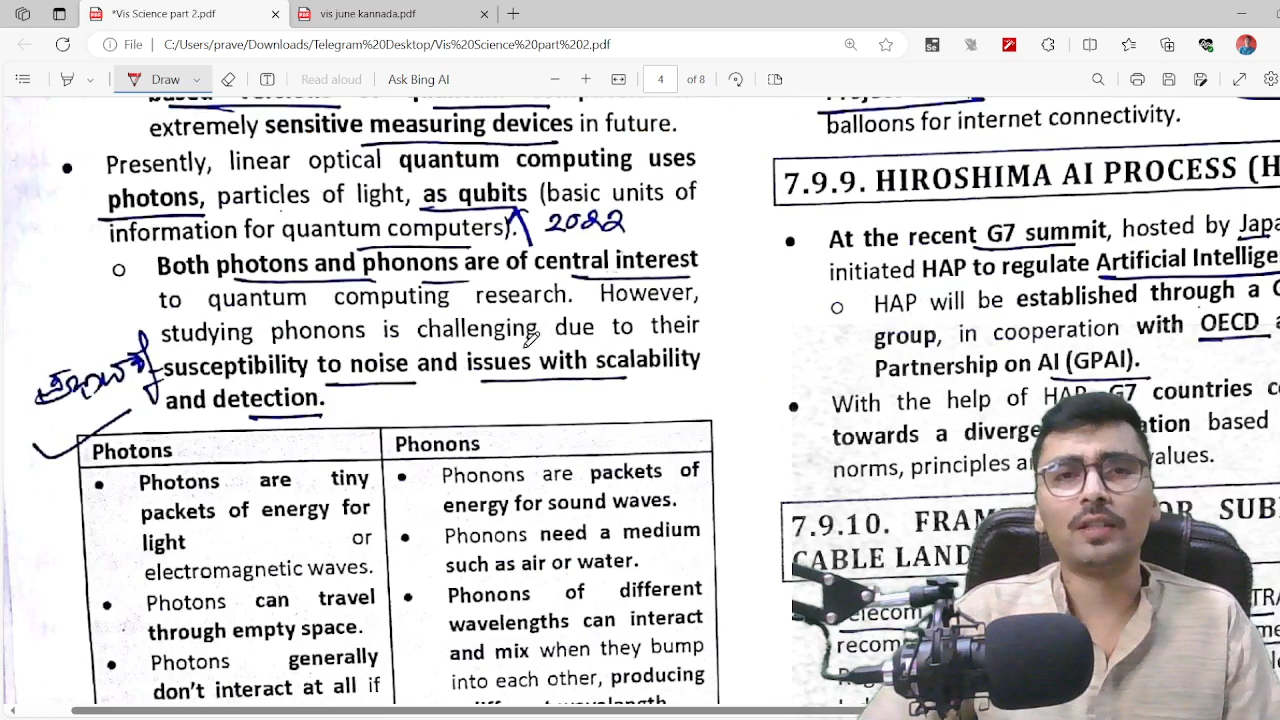 *Vis Science part 2.pdf
vis june kannada.pdf
File
C:/Users/prave/Downloads/Telegram%20Desktop/Vis%20Science%20part%202.pdf
Draw
Read aloud
Ask Bing AI
4
of 8
extremely sensitive measuring devices in future.
Presently, linear optical quantum computing uses
photons, particles of light, as qubits (basic units of
information for quantum computers).
2022
Both photons and phonons are of central interest
to quantum computing research. However,
studying phonons is challenging due to their
susceptibility to noise and issues with scalability
and detection.
Photons
Phonons
Photons are tiny
packets of energy for
light or
electromagnetic waves.
Photons can travel
through empty space.
Photons generally
don't interact at all if
Phonons are packets of
energy for sound waves.
Phonons need a medium
such as air or water.
Phonons of different
wavelengths can interact
and mix when they bump
into each other, producing
balloons for internet connectivity.
7.9.9. HIROSHIMA AI PROCESS (H
At the recent G7 summit, hosted by Japa
initiated HAP to regulate Artificial Intellige
HAP will be established through a G
group, in cooperation with OECD a
Partnership on AI (GPAI).
With the help of HAP, G7 countries co
towards a diverge ation based
norms, principles a values.
7.9.10. FRAM OR SUB
CABLE LAND
elecom TRA
recom me